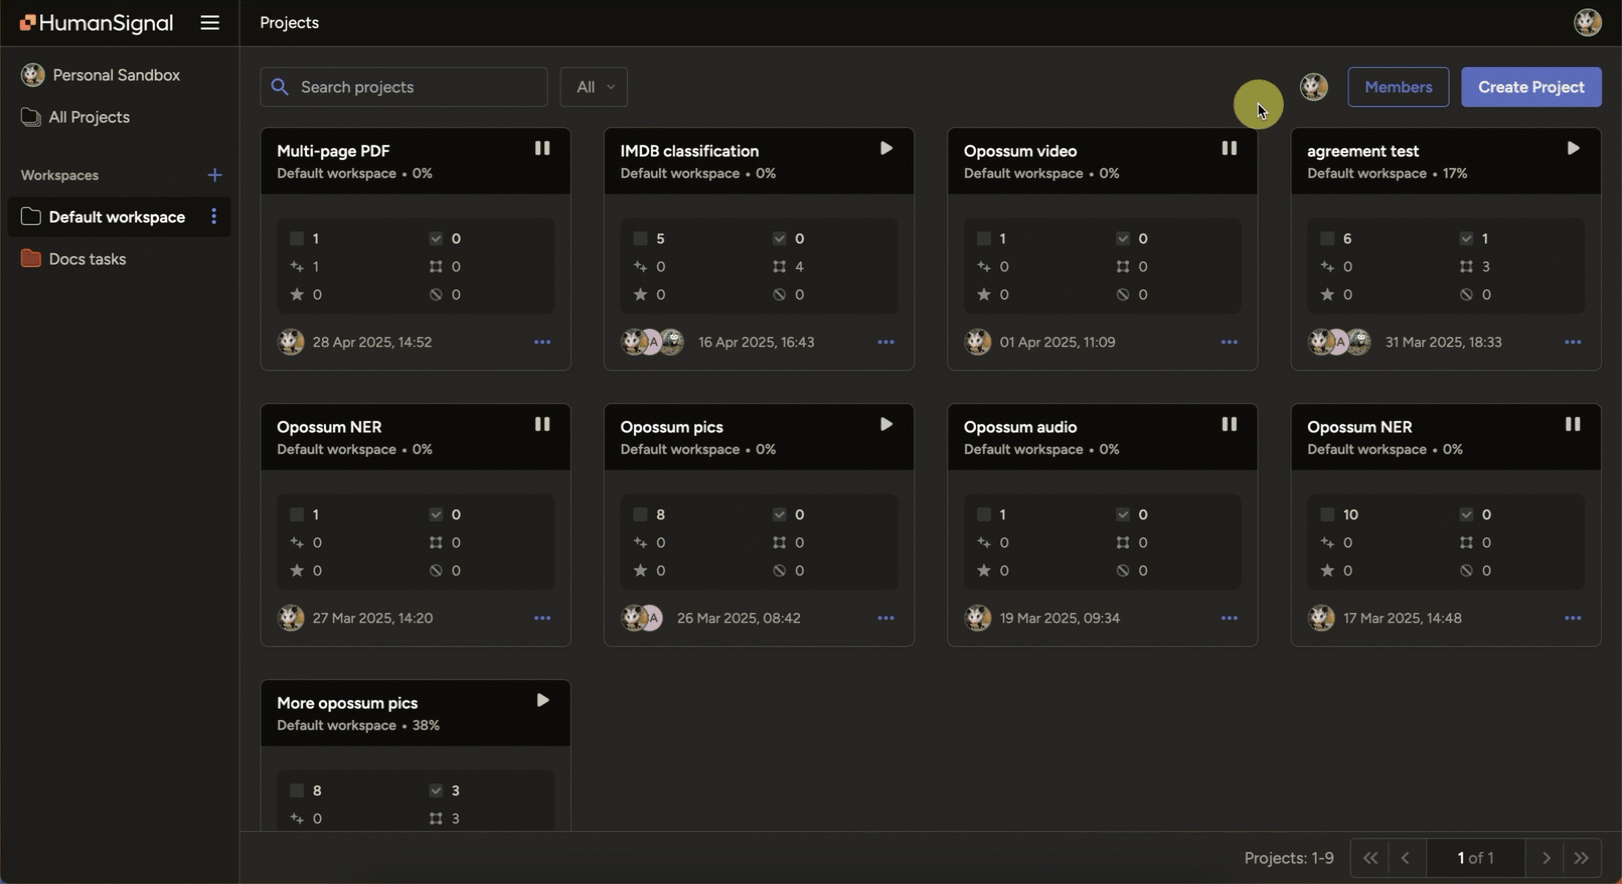 HumanSignal
Projects
Personal Sandbox
All Projects
Workspaces
Default workspace
Docs tasks
Search projects
All
Members
Create Project
Multi-page PDF
Default workspace • 0%
1 0
1 0
0 0
28 Apr 2025, 14:52
IMDB classification
Default workspace • 0%
5 0
0 4
0 0
A
16 Apr 2025, 16:43
Opossum video
Default workspace • 0%
1 0
0 0
0 0
01 Apr 2025, 11:09
agreement test
Default workspace • 17%
6 1
0 3
0 0
A
31 Mar 2025, 18:33
Opossum NER
Default workspace • 0%
1 0
0 0
0 0
27 Mar 2025, 14:20
Opossum pics
Default workspace • 0%
8 0
0 0
0 0
A
26 Mar 2025, 08:42
Opossum audio
Default workspace • 0%
1 0
0 0
0 0
19 Mar 2025, 09:34
Opossum NER
Default workspace • 0%
10 0
0 0
0 0
17 Mar 2025, 14:48
More opossum pics
Default workspace • 38%
8 3
0 3
Projects: 1-9
1 of 1